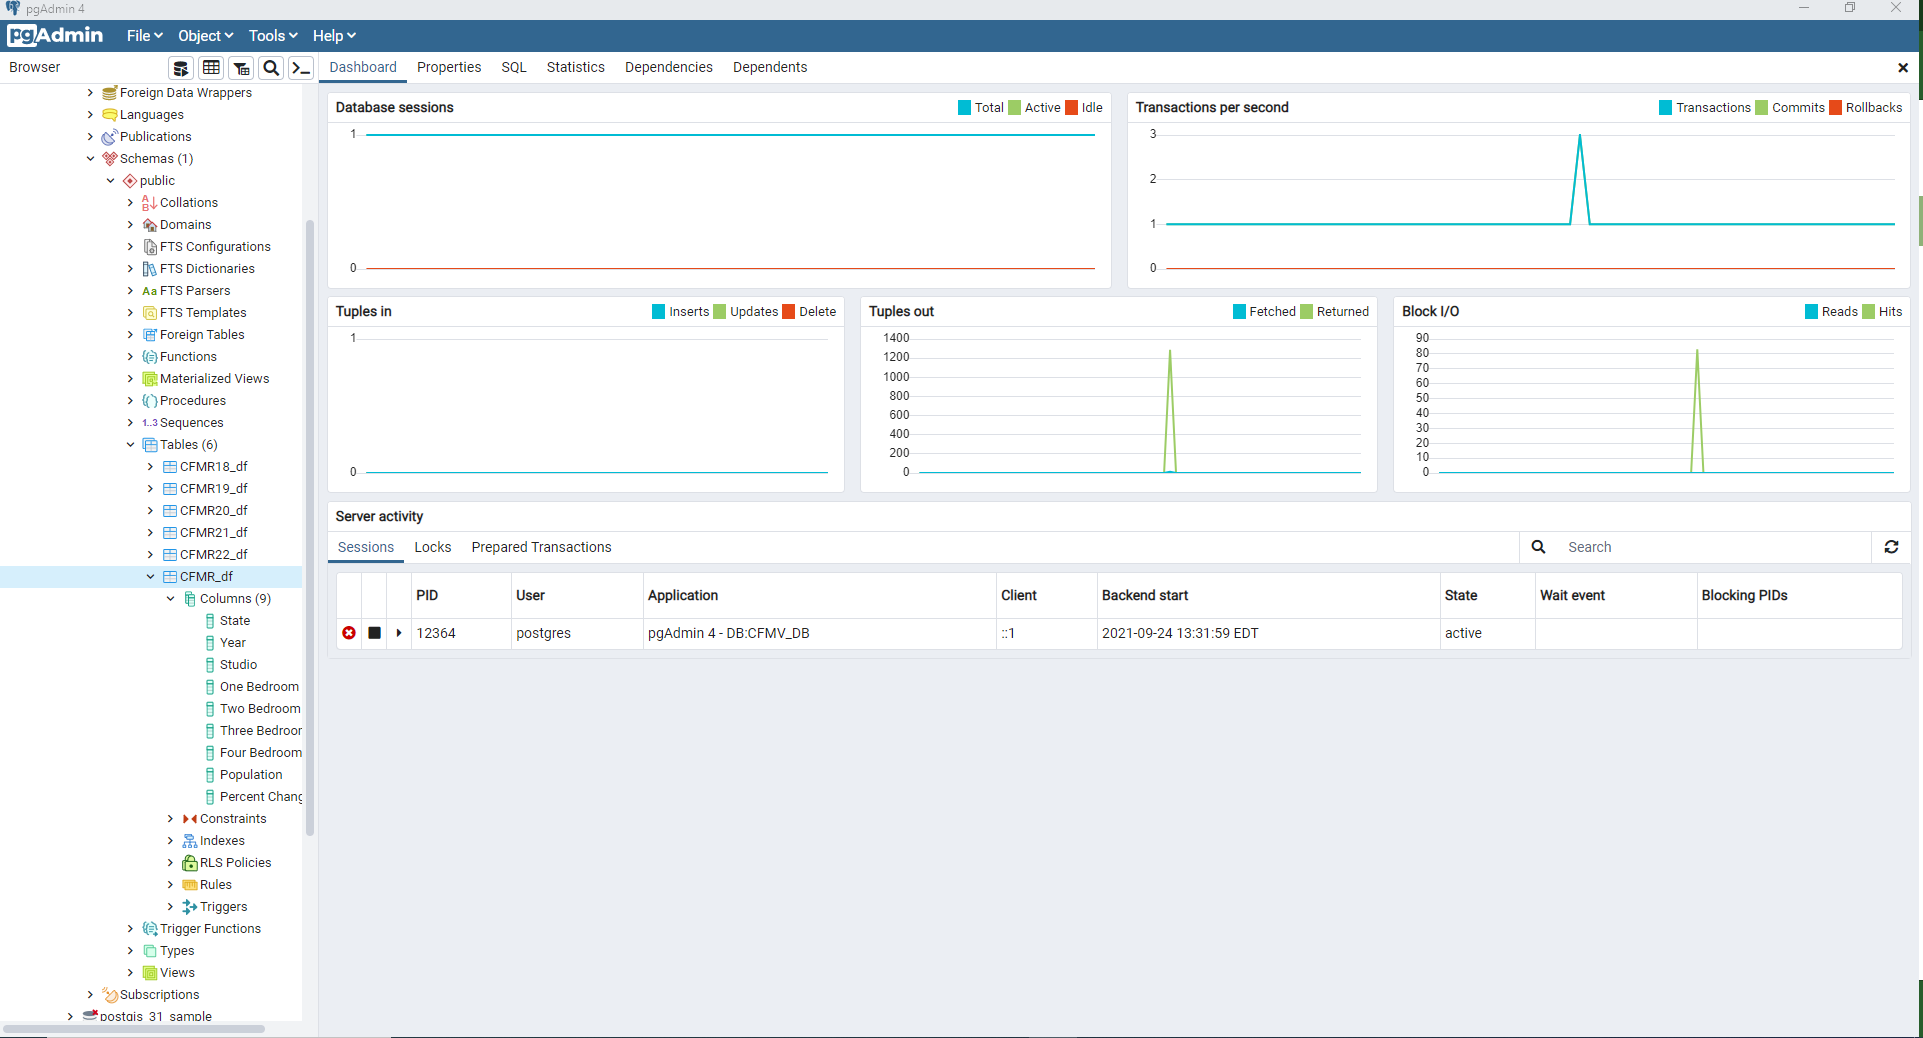 pgAdmin 4
pgAdmin File Object Tools Help
Browser
Dashboard Properties SQL Statistics Dependencies Dependents
Foreign Data Wrappers
Languages
Publications
Schemas (1)
public
Collations
Domains
FTS Configurations
FTS Dictionaries
Aa FTS Parsers
FTS Templates
Foreign Tables
Functions
Materialized Views
Procedures
1..3 Sequences
Tables (6)
CFMR18_df
CFMR19_df
CFMR20_df
CFMR21_df
CFMR22_df
CFMR_df
Columns (9)
State
Year
Studio
One Bedroom
Two Bedroom
Three Bedroor
Four Bedroom
Population
Percent Chang
Constraints
Indexes
RLS Policies
Rules
Triggers
Trigger Functions
Types
Views
Subscriptions
postgis_31_sample
Database sessions
Total Active Idle
1
0
Transactions per second
Transactions Commits Rollbacks
3
2
1
0
Tuples in
Inserts Updates Delete
1
0
Tuples out
Fetched Returned
1400
1200
1000
800
600
400
200
0
Block I/O
Reads Hits
90
80
70
60
50
40
30
20
10
0
Server activity
Sessions Locks Prepared Transactions
Search
PID User Application Client Backend start State Wait event Blocking PIDs
12364 postgres pgAdmin 4 - DB:CFMV_DB ::1 2021-09-24 13:31:59 EDT active